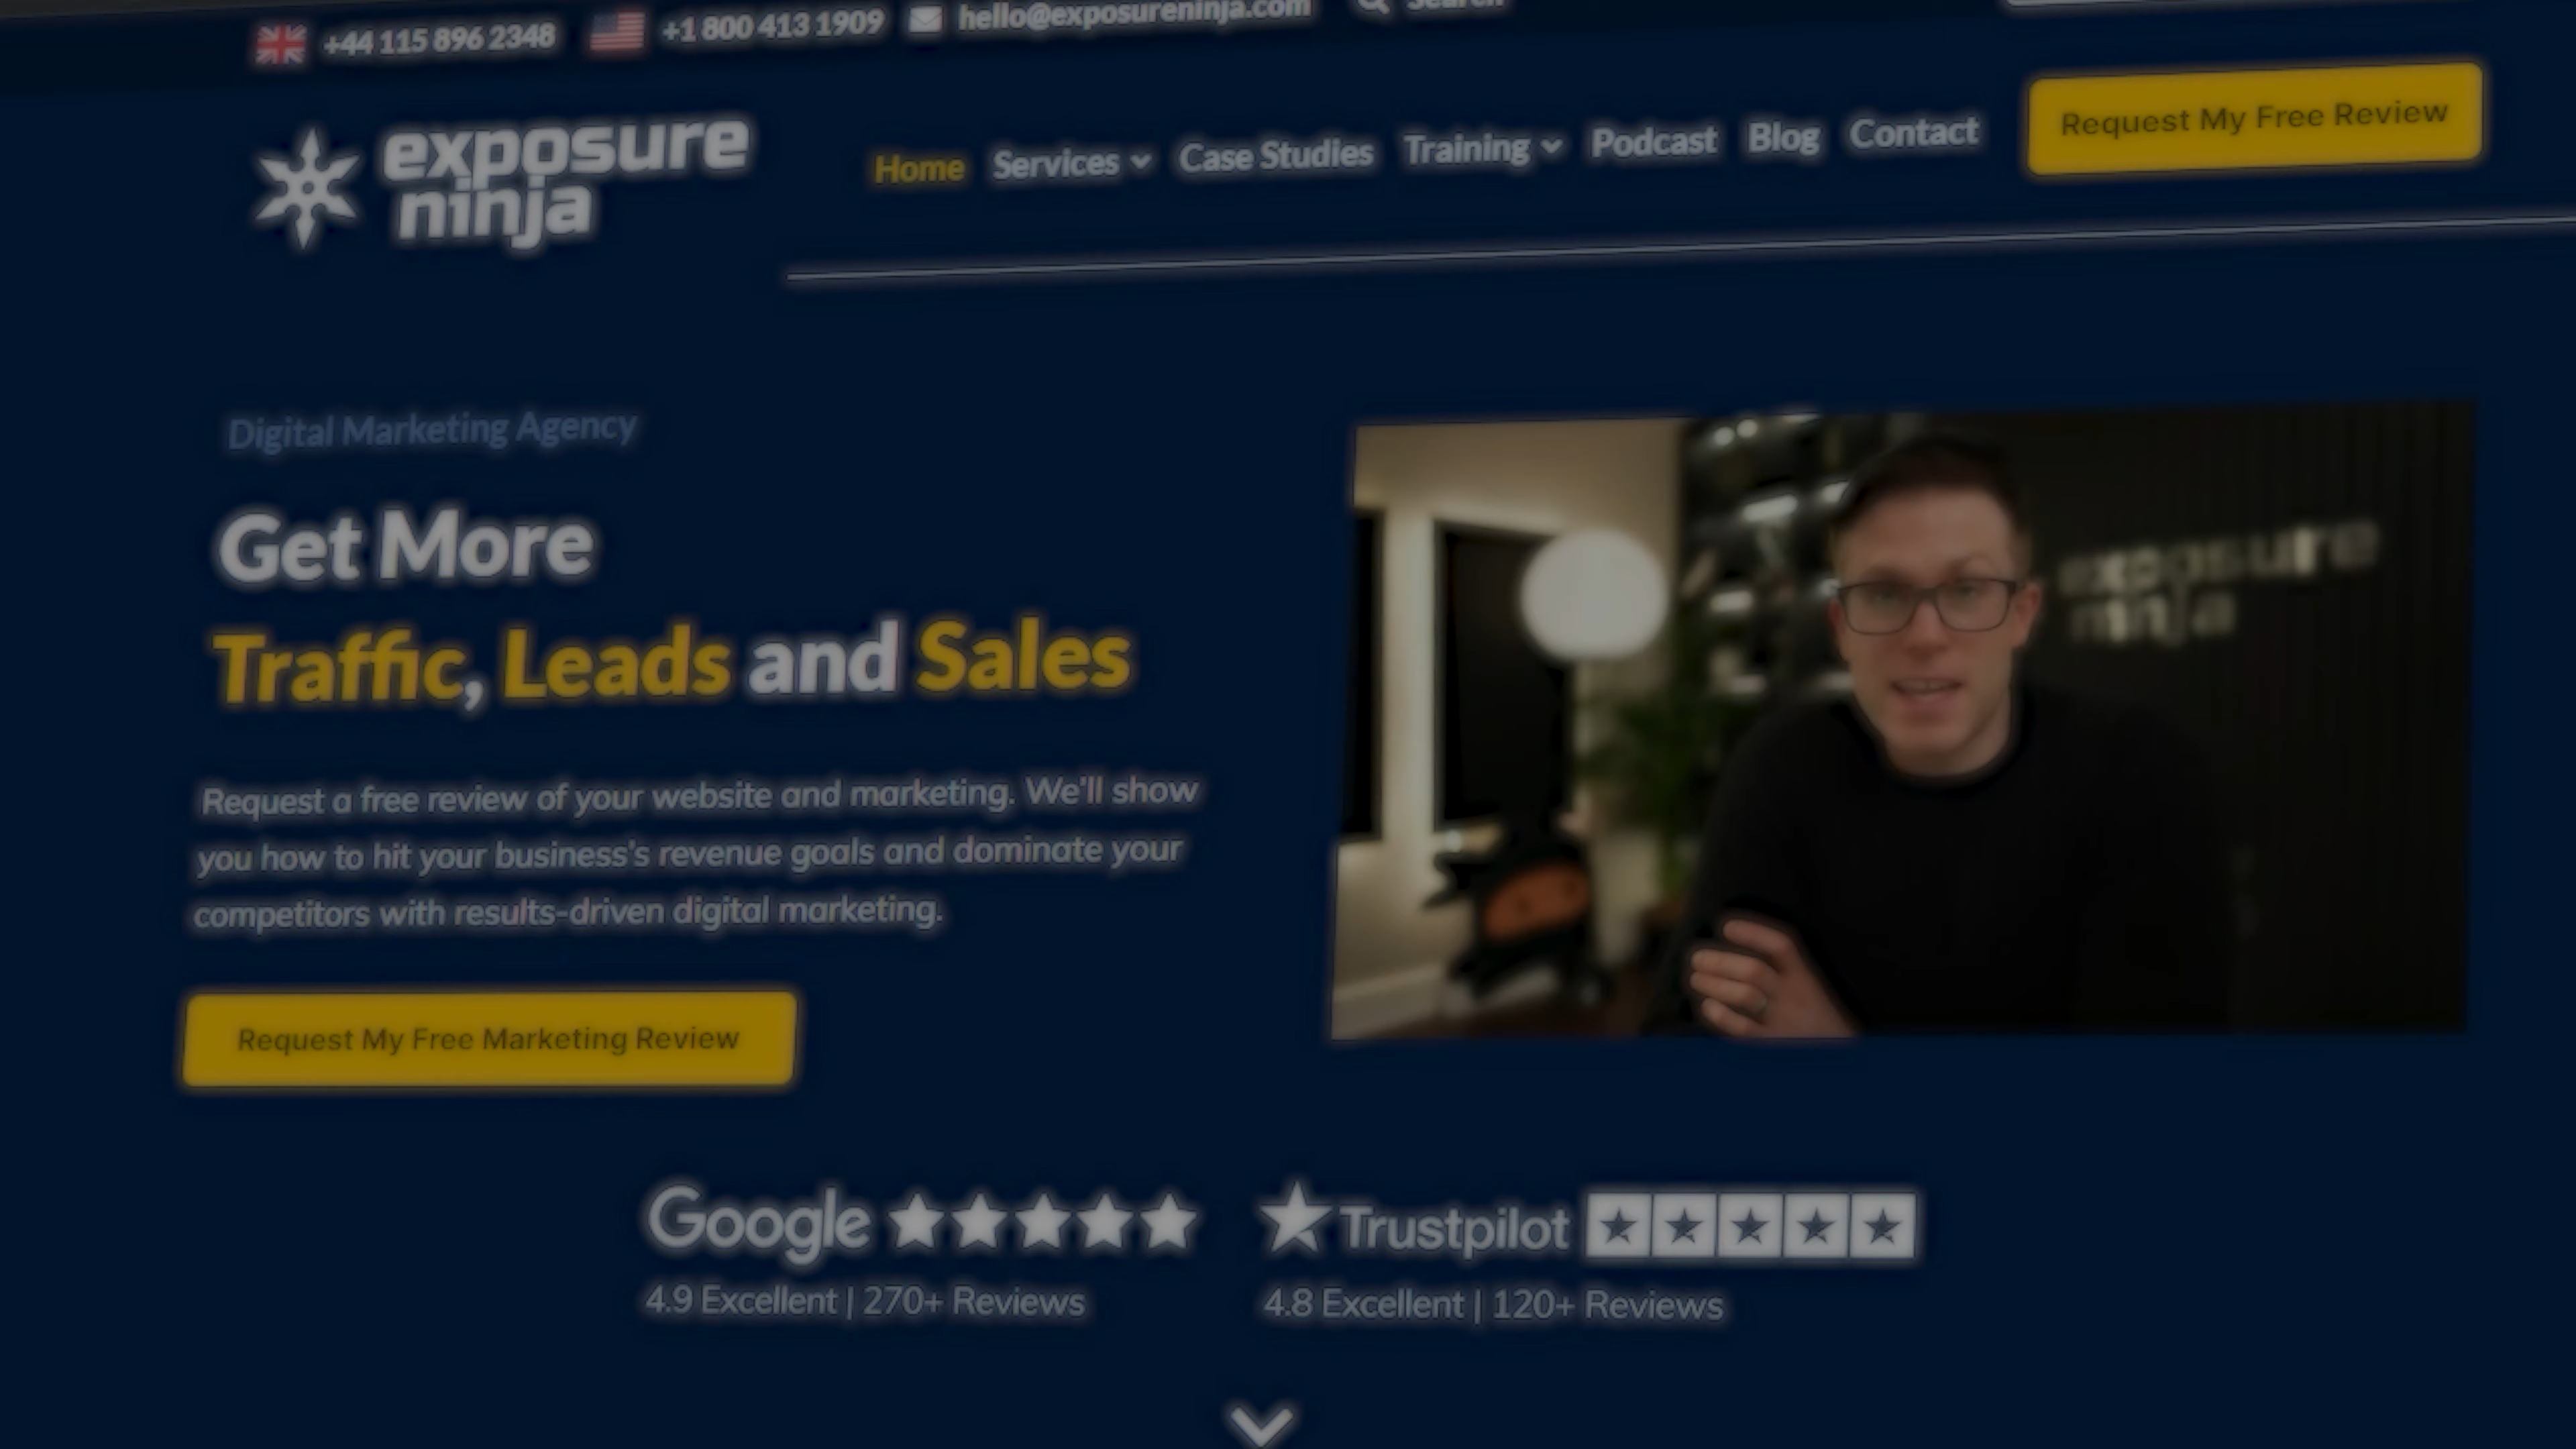 +44 115 896 2348
+1 800 413 1909
hello@exposureninja.com
Search
exposure
ninja
Home
Services
Case Studies
Training
Podcast
Blog
Contact
Request My Free Review
Digital Marketing Agency
Get More
Traffic, Leads and Sales
Request a free review of your website and marketing. We'll show
you how to hit your business's revenue goals and dominate your
competitors with results-driven digital marketing.
exposure
ninja
Request My Free Marketing Review
Google
Trustpilot
4.9 Excellent | 270+ Reviews
4.8 Excellent | 120+ Reviews